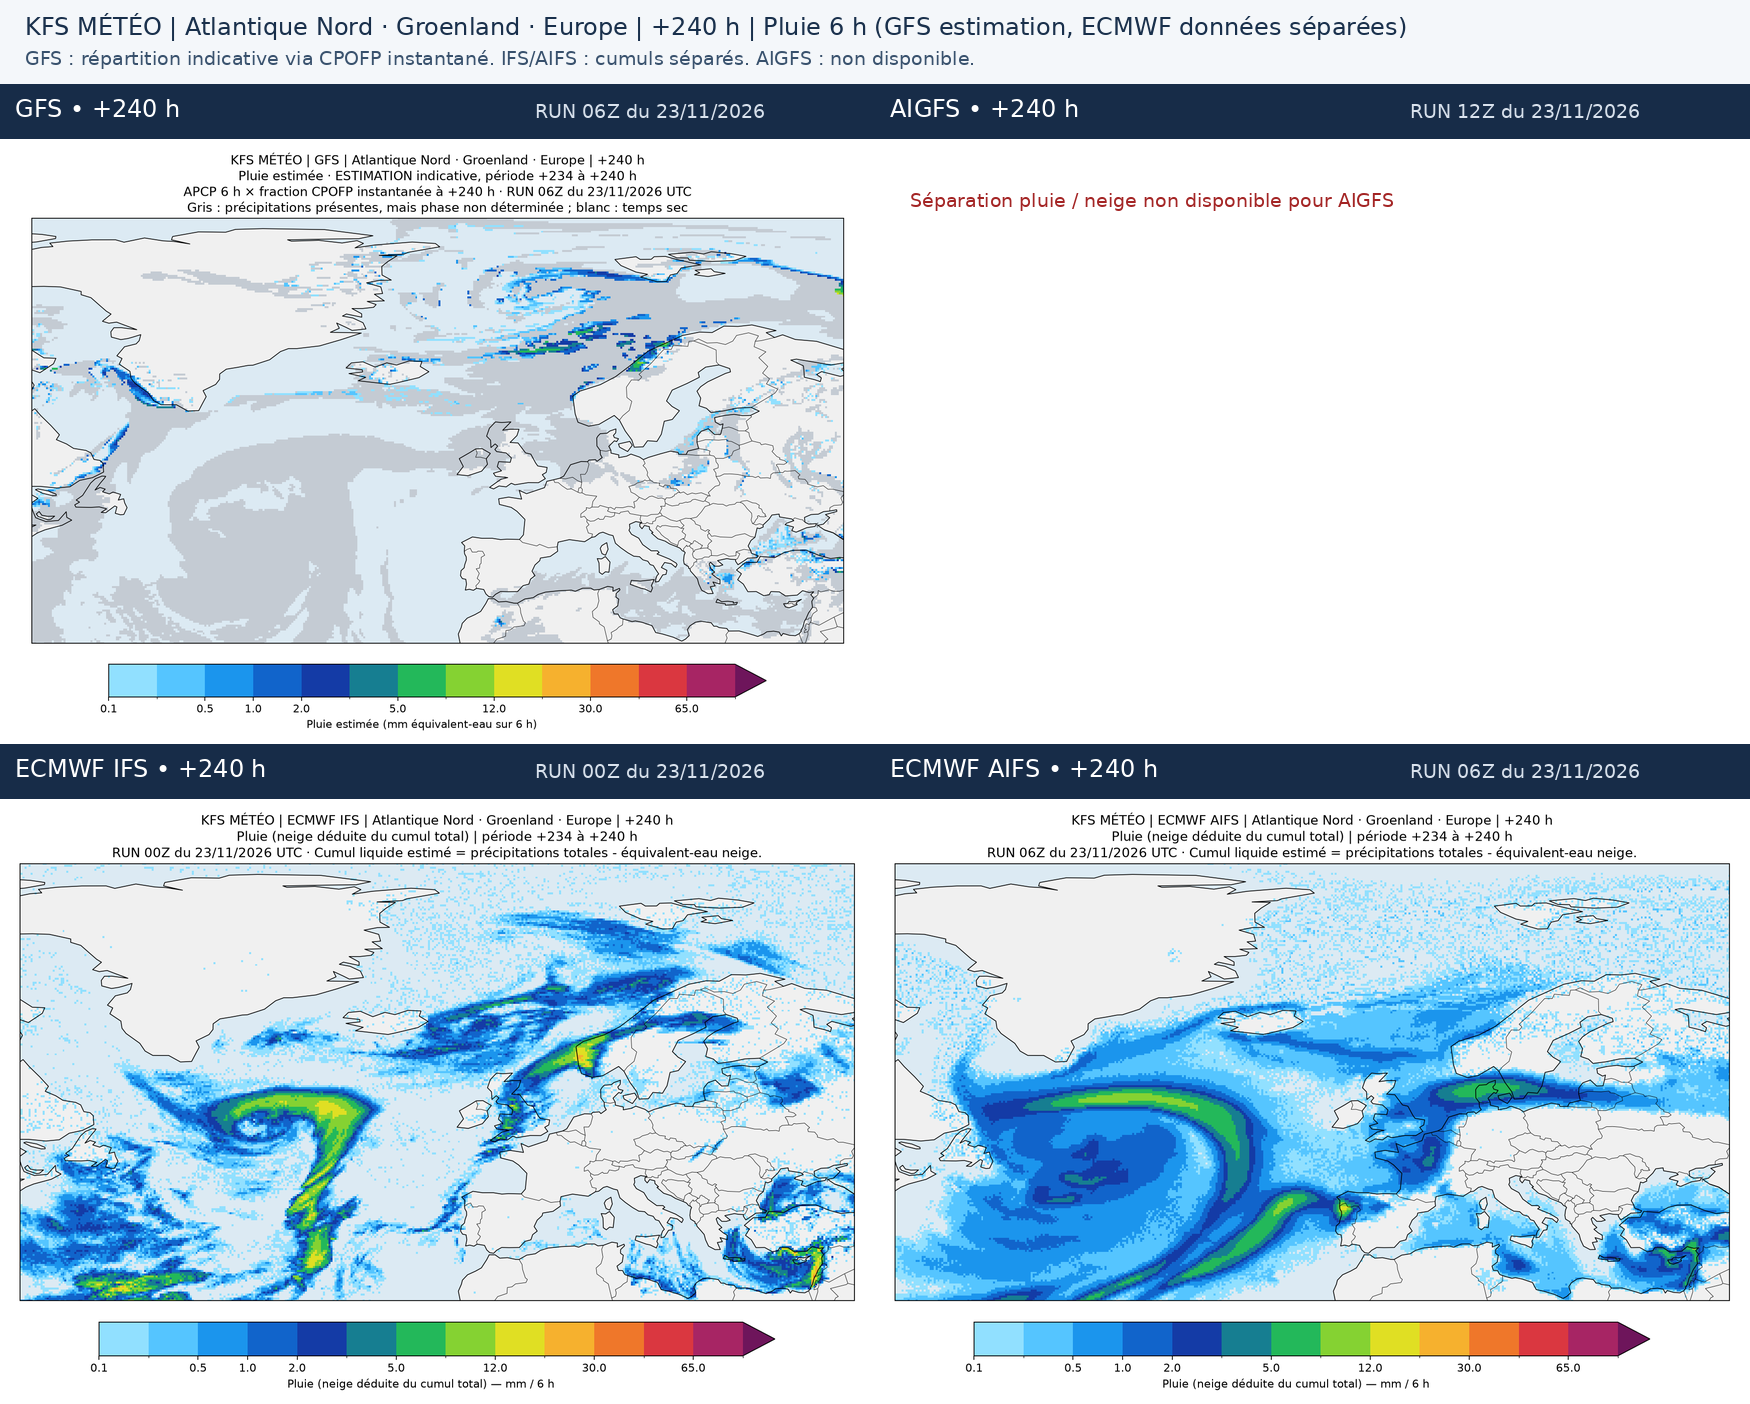 KFS MÉTÉO | Atlantique Nord · Groenland · Europe | +240 h | Pluie 6 h (GFS estimation, ECMWF données séparées)
GFS : répartition indicative via CPOFP instantané. IFS/AIFS : cumuls séparés. AIGFS : non disponible.
GFS • +240 h
RUN 06Z du 23/11/2026
AIGFS • +240 h
RUN 12Z du 23/11/2026
KFS MÉTÉO | GFS | Atlantique Nord · Groenland · Europe | +240 h
Pluie estimée · ESTIMATION indicative, période +234 à +240 h
APCP 6 h × fraction CPOFP instantanée à +240 h · RUN 06Z du 23/11/2026 UTC
Gris : précipitations présentes, mais phase non déterminée ; blanc : temps sec
Séparation pluie / neige non disponible pour AIGFS
0.1 0.5 1.0 2.0 5.0 12.0 30.0 65.0
Pluie estimée (mm équivalent-eau sur 6 h)
ECMWF IFS • +240 h
RUN 00Z du 23/11/2026
ECMWF AIFS • +240 h
RUN 06Z du 23/11/2026
KFS MÉTÉO | ECMWF IFS | Atlantique Nord · Groenland · Europe | +240 h
Pluie (neige déduite du cumul total) | période +234 à +240 h
RUN 00Z du 23/11/2026 UTC · Cumul liquide estimé = précipitations totales - équivalent-eau neige.
0.1 0.5 1.0 2.0 5.0 12.0 30.0 65.0
Pluie (neige déduite du cumul total) — mm / 6 h
KFS MÉTÉO | ECMWF AIFS | Atlantique Nord · Groenland · Europe | +240 h
Pluie (neige déduite du cumul total) | période +234 à +240 h
RUN 06Z du 23/11/2026 UTC · Cumul liquide estimé = précipitations totales - équivalent-eau neige.
0.1 0.5 1.0 2.0 5.0 12.0 30.0 65.0
Pluie (neige déduite du cumul total) — mm / 6 h